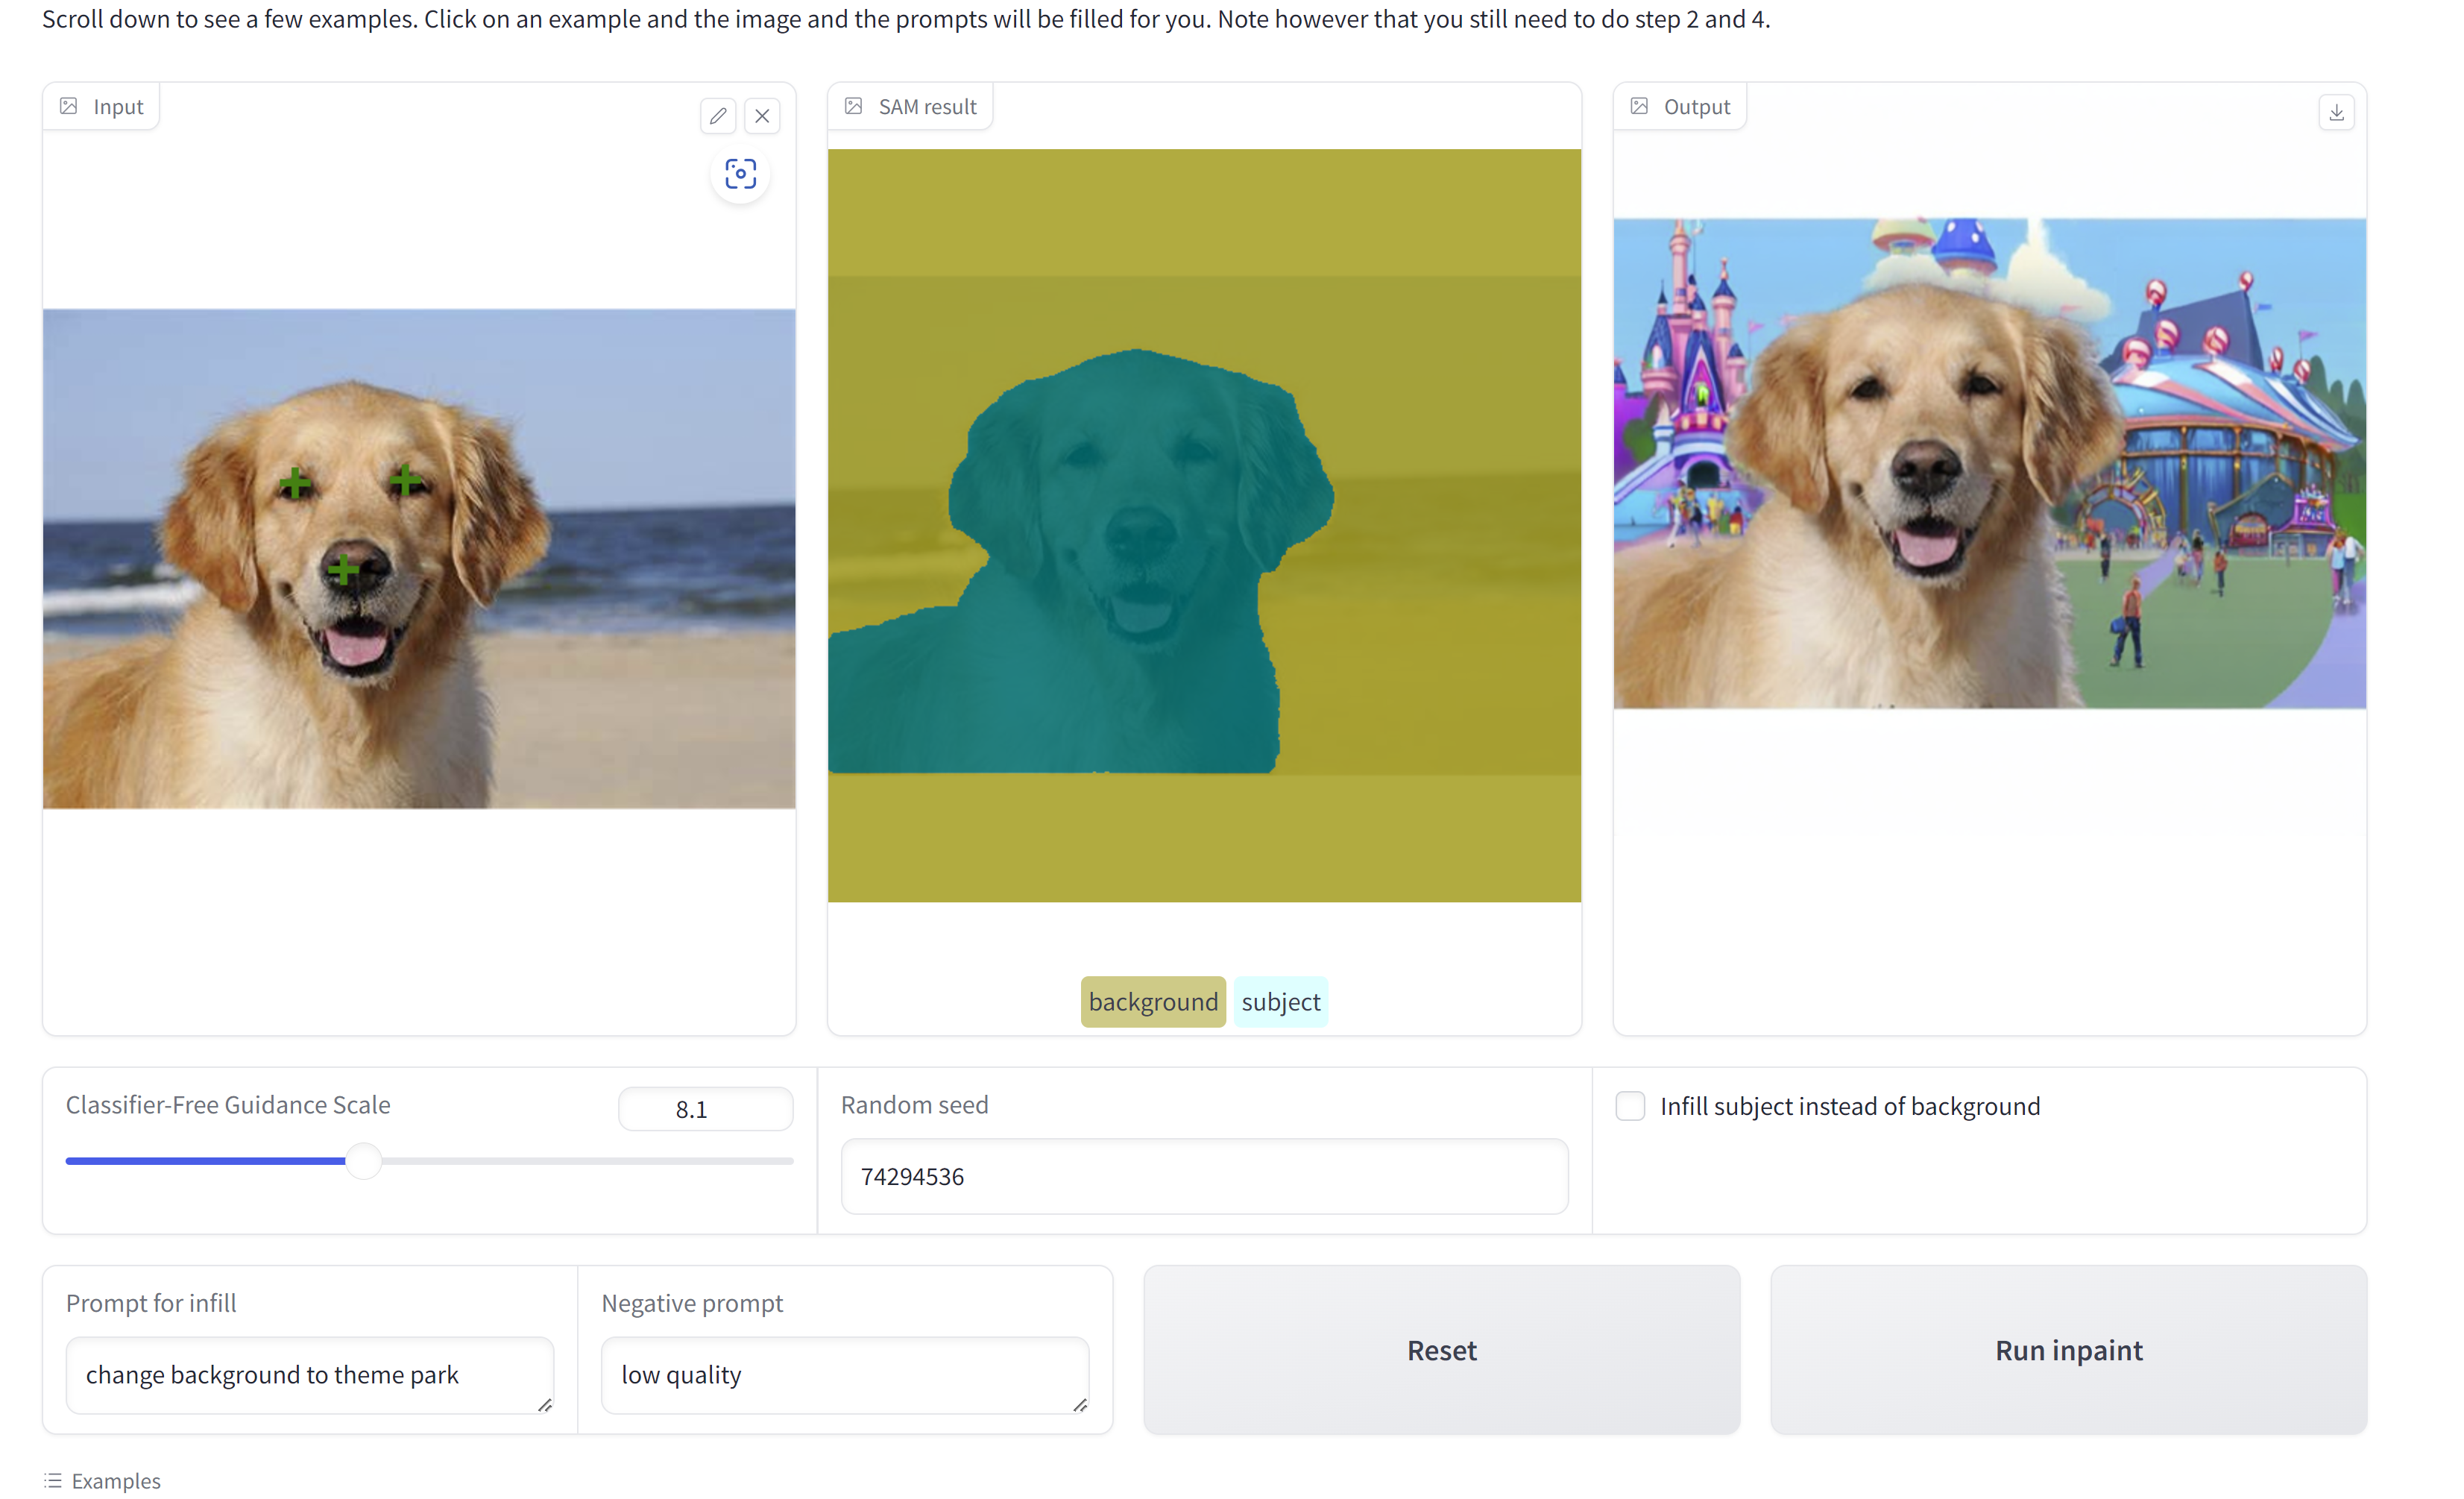 Scroll down to see a few examples. Click on an example and the image and the prompts will be filled for you. Note however that you still need to do step 2 and 4.
Input
SAM result
Output
background
subject
Classifier-Free Guidance Scale
8.1
Random seed
74294536
Infill subject instead of background
Prompt for infill
change background to theme park
Negative prompt
low quality
Reset
Run inpaint
Examples